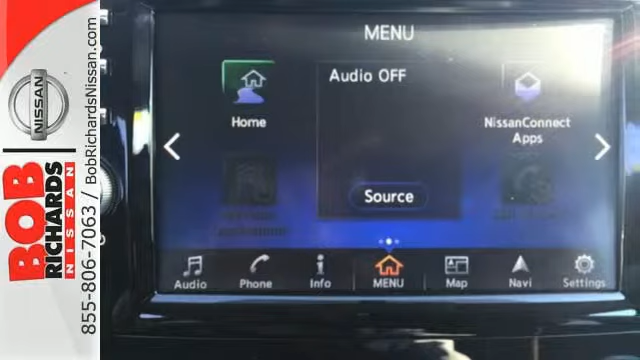 MENU
Audio OFF
Home
NissanConnect
Apps
Source
Audio
Phone
Info
MENU
Map
Navi
Settings
NISSAN
BOB
RICHARDS
NISSAN
855-806-7063 / BobRichardsNissan.com